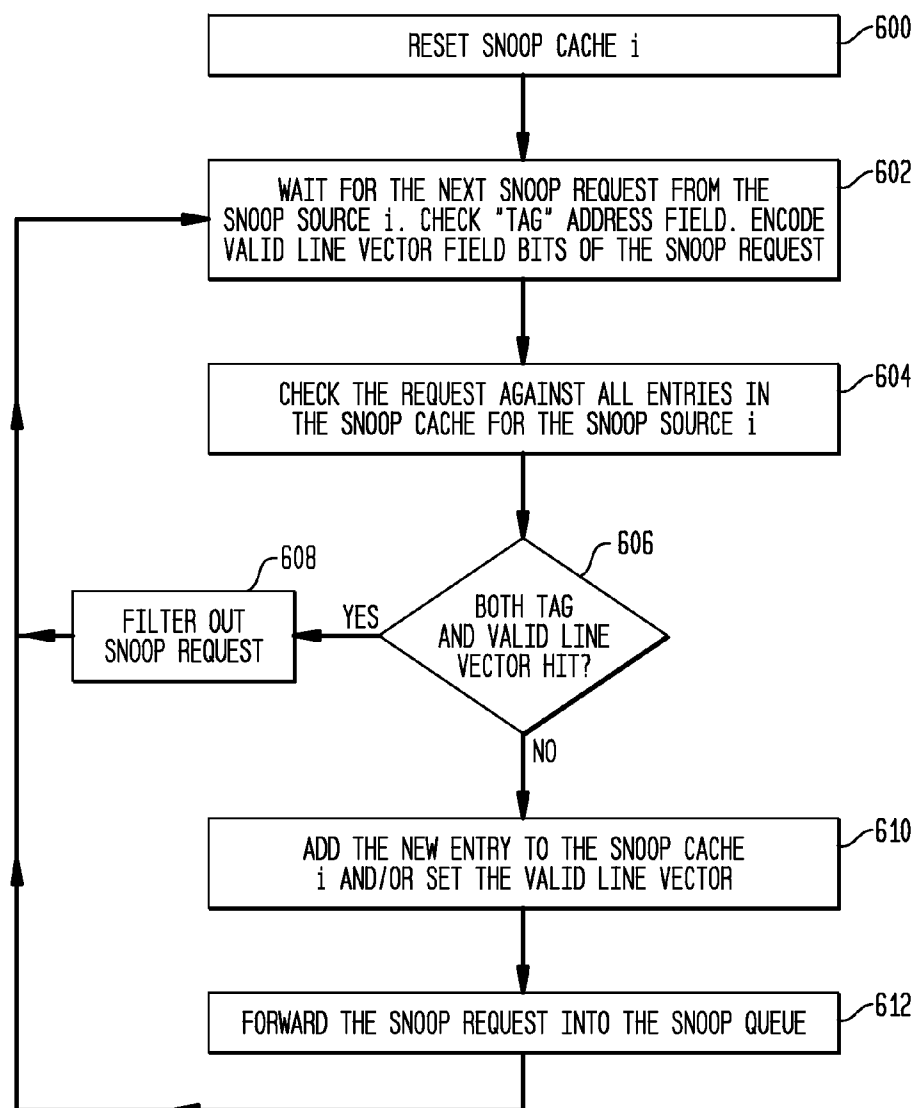 RESET SNOOP CACHE i
600
WAIT FOR THE NEXT SNOOP REQUEST FROM THE
SNOOP SOURCE i. CHECK "TAG" ADDRESS FIELD. ENCODE
VALID LINE VECTOR FIELD BITS OF THE SNOOP REQUEST
602
CHECK THE REQUEST AGAINST ALL ENTRIES IN
THE SNOOP CACHE FOR THE SNOOP SOURCE i
604
BOTH TAG
AND VALID LINE
VECTOR HIT?
606
YES
FILTER OUT
SNOOP REQUEST
608
NO
ADD THE NEW ENTRY TO THE SNOOP CACHE
i AND/OR SET THE VALID LINE VECTOR
610
FORWARD THE SNOOP REQUEST INTO THE SNOOP QUEUE
612